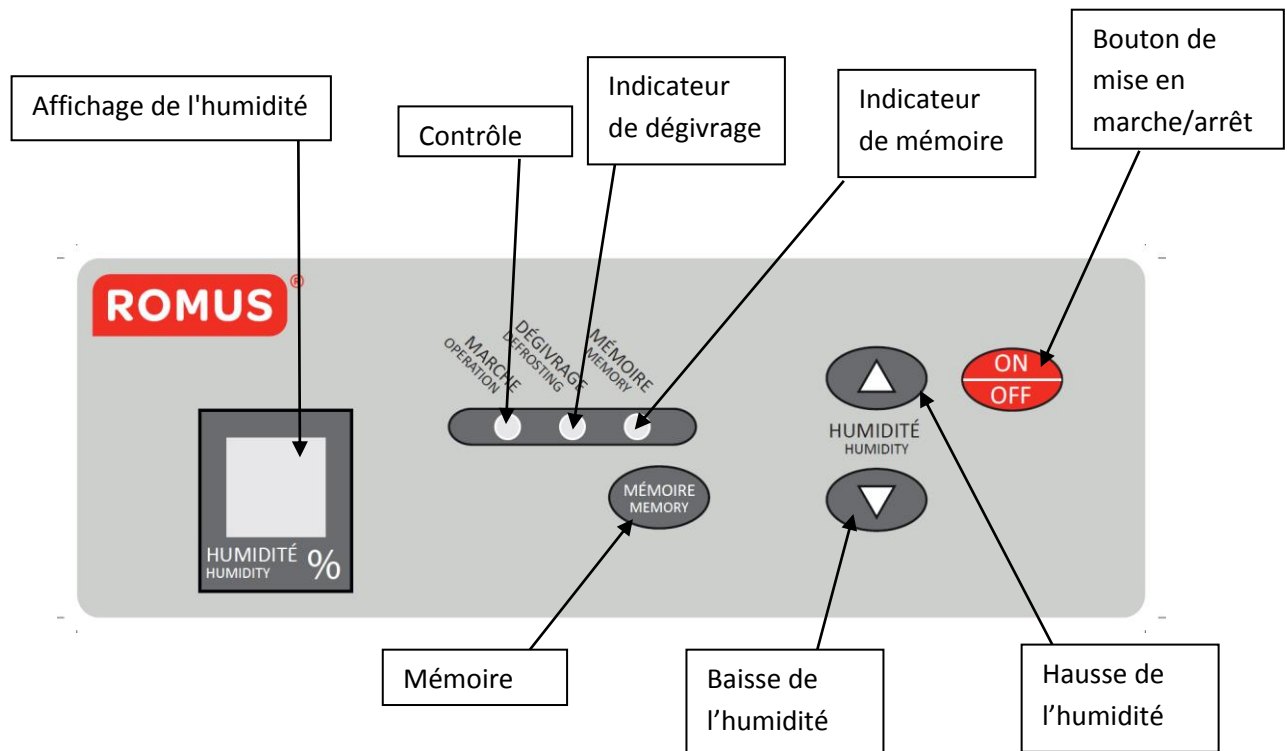 Bouton de
mise en
marche/arrêt
Affichage de l'humidité
Contrôle
Indicateur
de dégivrage
Indicateur
de mémoire
ROMUS®
MARCHE
OPERATION
DÉGIVRAGE
DEFROSTING
MÉMOIRE
MEMORY
ON
OFF
HUMIDITÉ
HUMIDITY
MÉMOIRE
MEMORY
HUMIDITÉ
HUMIDITY
%
Mémoire
Baisse de
l’humidité
Hausse de
l’humidité